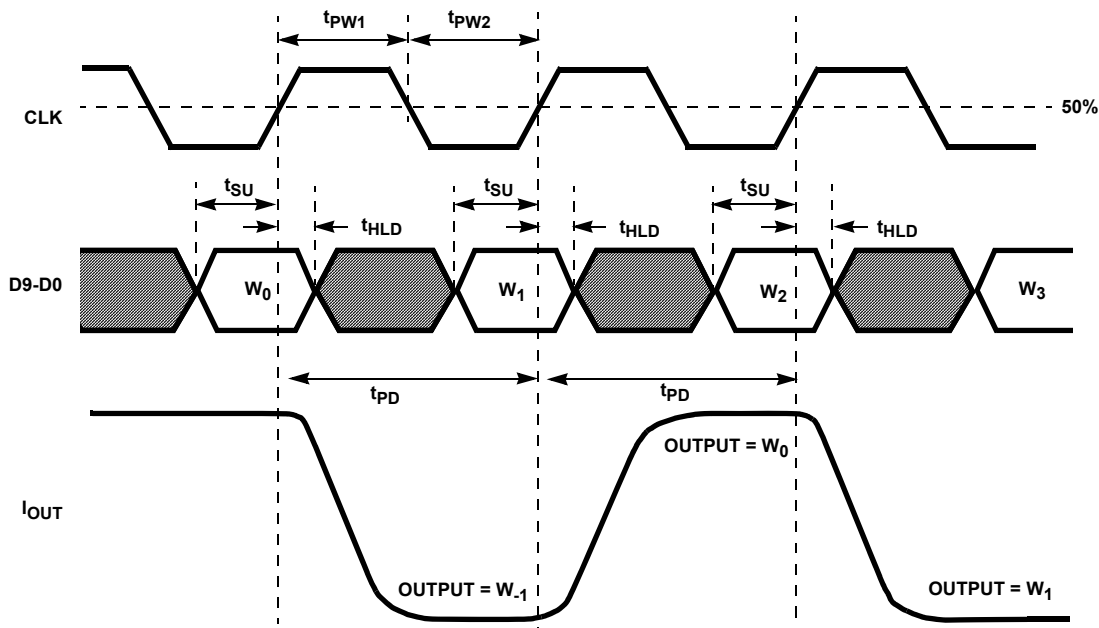 tPW1 tPW2
CLK
50%
tSU tSU tSU
tHLD tHLD tHLD
D9-D0
W0 W1 W2 W3
tPD tPD
OUTPUT = W0
IOUT
OUTPUT = W-1 OUTPUT = W1